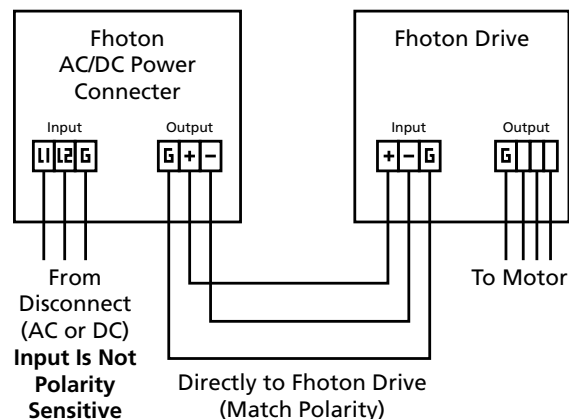 Fhoton
AC/DC Power
Connecter
Input
Output
L1 L2 G
G + -
From
Disconnect
(AC or DC)
Input Is Not
Polarity
Sensitive
Fhoton Drive
Input
Output
+ - G
G
To Motor
Directly to Fhoton Drive
(Match Polarity)